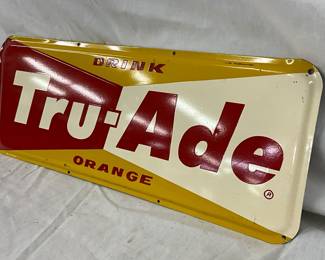 DRINK
Tru-Ade
®
ORANGE